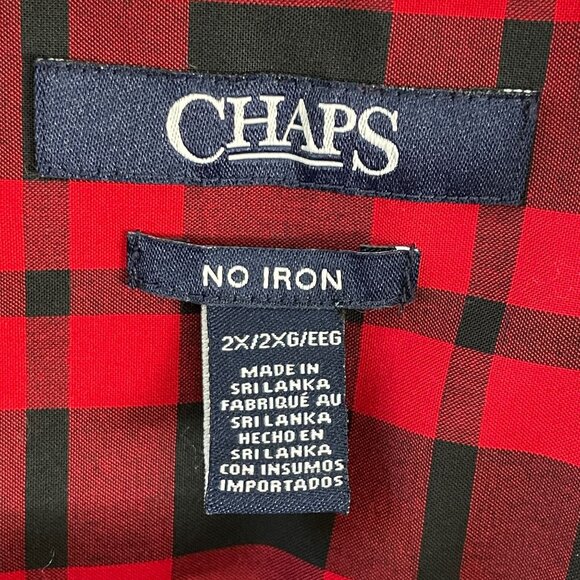 CHAPS
NO IRON
2X/2XG/EEG
MADE IN
SRI LANKA
FABRIQUÉ AU
SRI LANKA
HECHO EN
SRI LANKA
CON INSUMOS
IMPORTADOS